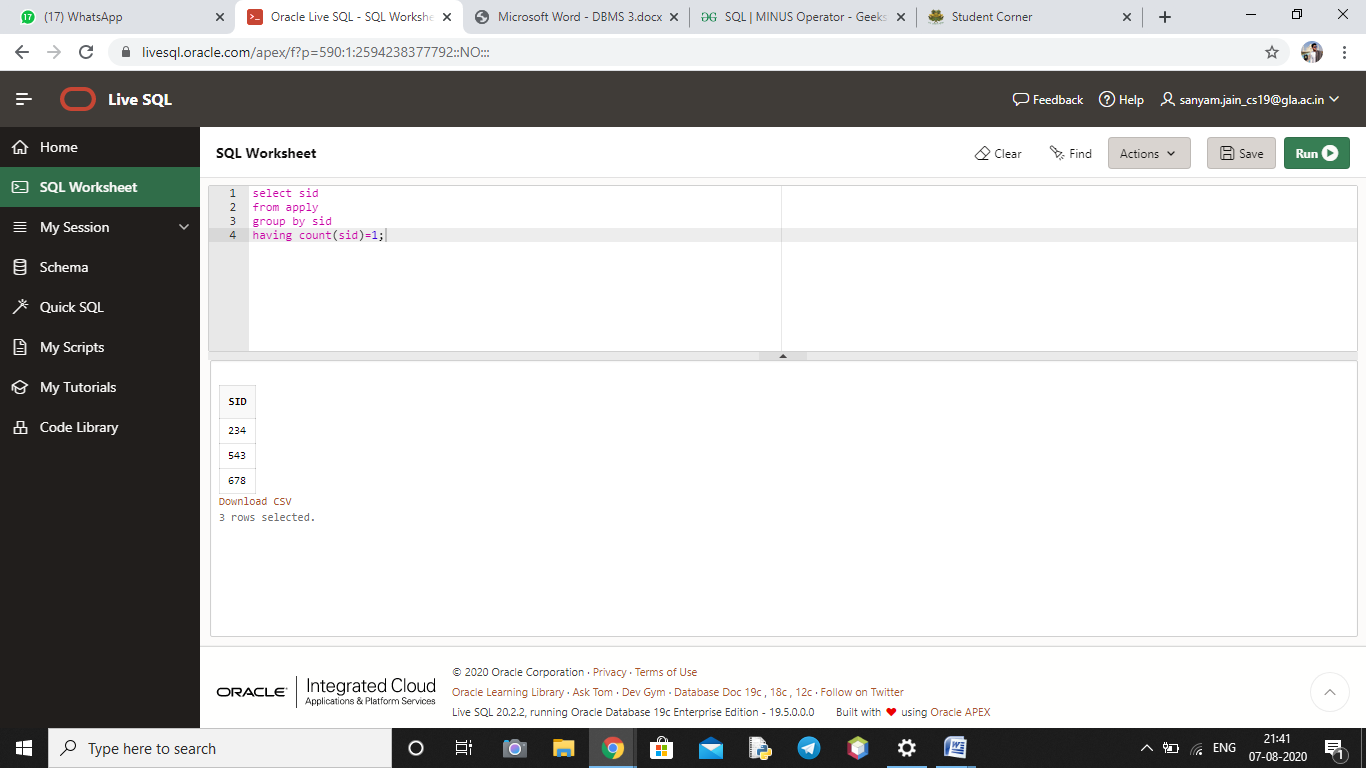 (17) WhatsApp
Oracle Live SQL - SQL Workshe
Microsoft Word - DBMS 3.docx
SQL | MINUS Operator - Geeks
Student Corner
livesql.oracle.com/apex/f?p=590:1:2594238377792::NO:::
Live SQL
Feedback
Help
sanyam.jain_cs19@gla.ac.in
Home
SQL Worksheet
My Session
Schema
Quick SQL
My Scripts
My Tutorials
Code Library
SQL Worksheet
Clear
Find
Actions
Save
Run
1 select sid
2 from apply
3 group by sid
4 having count(sid)=1;
SID
234
543
678
Download CSV
3 rows selected.
ORACLE
Integrated Cloud
Applications & Platform Services
© 2020 Oracle Corporation · Privacy · Terms of Use
Oracle Learning Library · Ask Tom · Dev Gym · Database Doc 19c , 18c , 12c · Follow on Twitter
Live SQL 20.2.2, running Oracle Database 19c Enterprise Edition - 19.5.0.0.0 Built with ❤ using Oracle APEX
Type here to search
ENG
21:41
07-08-2020
1